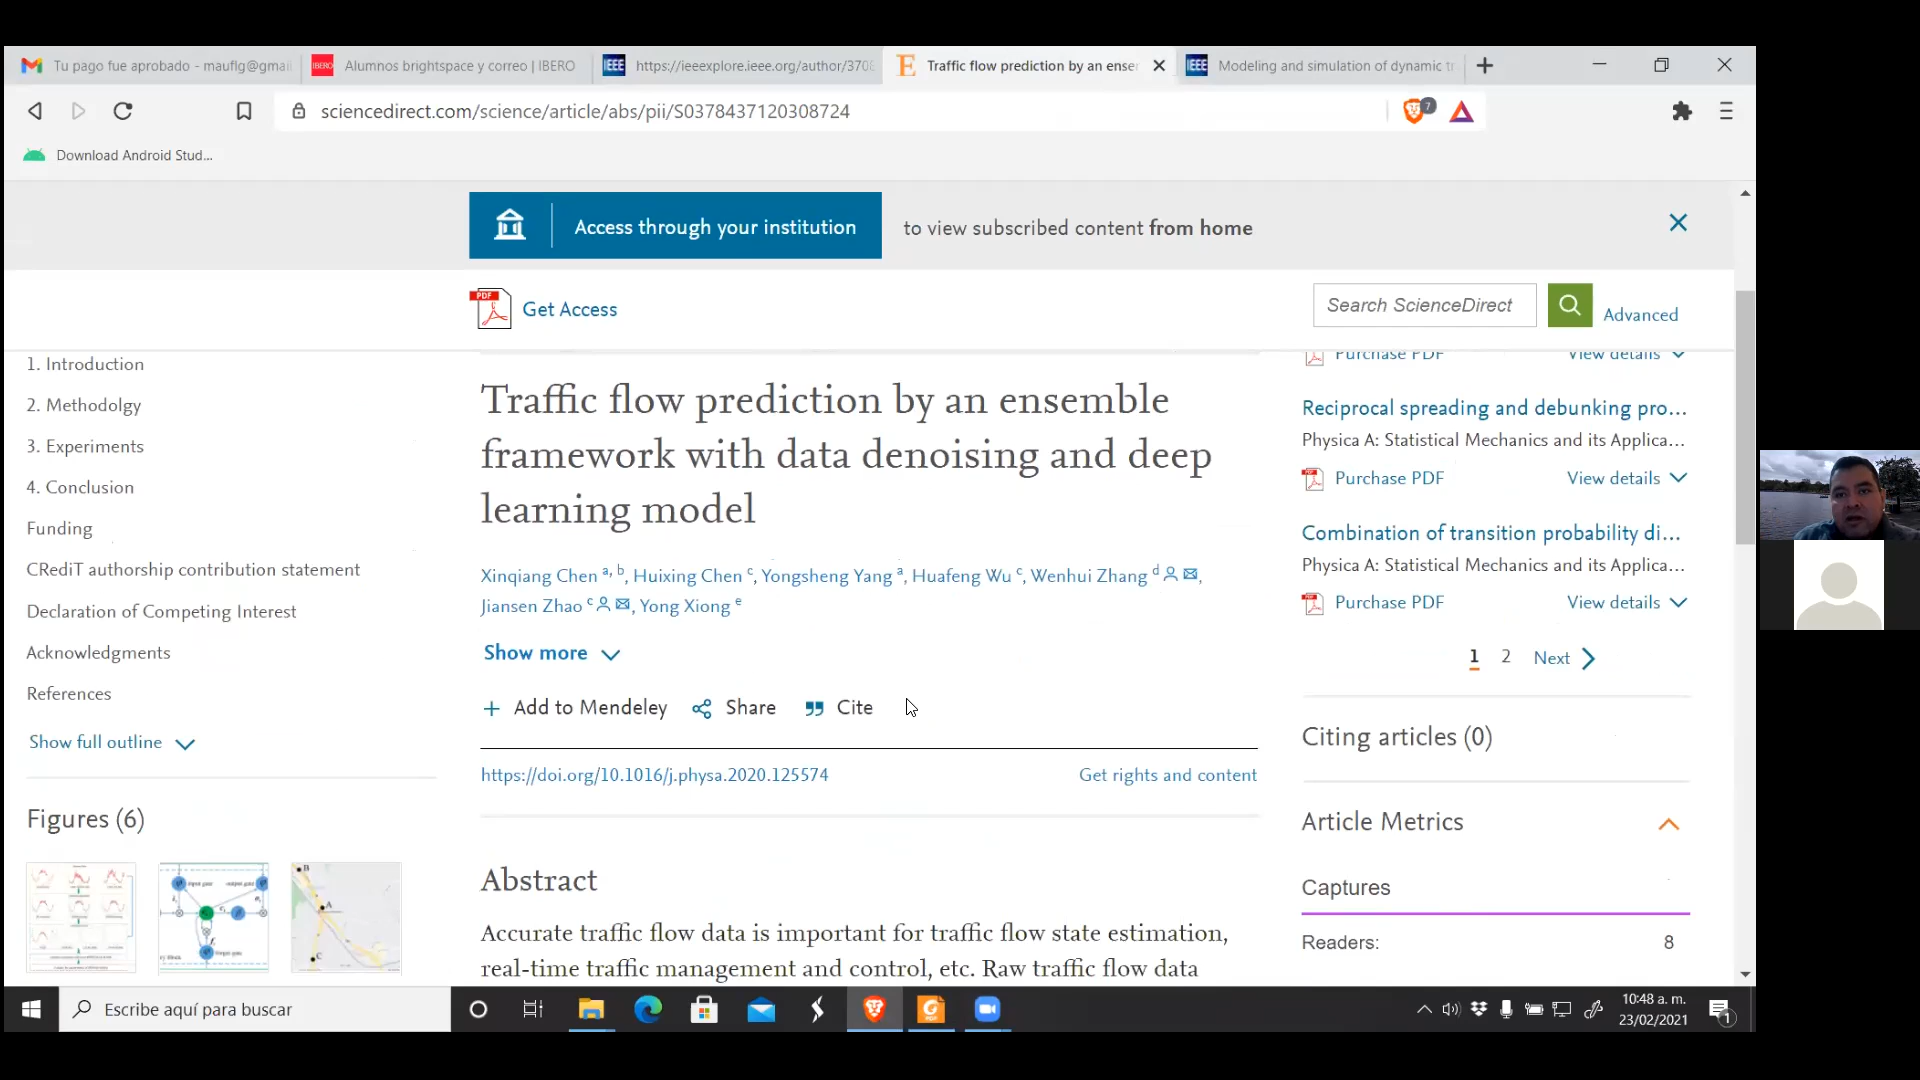 Tu pago fue aprobado - mauflg@gmai
IBERO Alumnos brightspace y correo | IBERO
IEEE https://ieeexplore.ieee.org/author/3708
E Traffic flow prediction by an enser
IEEE Modeling and simulation of dynamic tr
sciencedirect.com/science/article/abs/pii/S0378437120308724
7
Download Android Stud...
Access through your institution
to view subscribed content from home
PDF Get Access
Search ScienceDirect
Advanced
1. Introduction
2. Methodolgy
3. Experiments
4. Conclusion
Funding
CRediT authorship contribution statement
Declaration of Competing Interest
Acknowledgments
References
Show full outline
Figures (6)
Traffic flow prediction by an ensemble
framework with data denoising and deep
learning model
Xinqiang Chen a, b, Huixing Chen c, Yongsheng Yang a, Huafeng Wu c, Wenhui Zhang d,
Jiansen Zhao c, Yong Xiong e
Show more
Add to Mendeley Share Cite
https://doi.org/10.1016/j.physa.2020.125574
Get rights and content
Abstract
Accurate traffic flow data is important for traffic flow state estimation,
real-time traffic management and control, etc. Raw traffic flow data
Purchase PDF View details
Reciprocal spreading and debunking pro...
Physica A: Statistical Mechanics and its Applica...
Purchase PDF View details
Combination of transition probability di...
Physica A: Statistical Mechanics and its Applica...
Purchase PDF View details
1 2 Next
Citing articles (0)
Article Metrics
Captures
Readers: 8
Escribe aquí para buscar
10:48 a. m.
23/02/2021
1